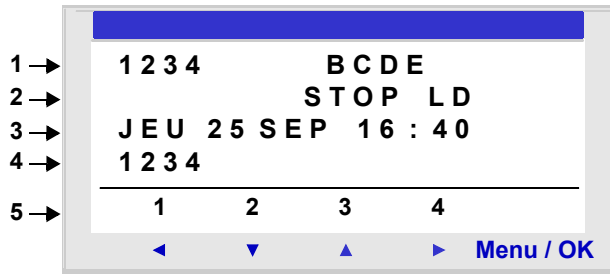 1 1234 BCDE
2 STOP LD
3 JEU 25 SEP 16:40
4 1234
5 1 2 3 4
Menu / OK